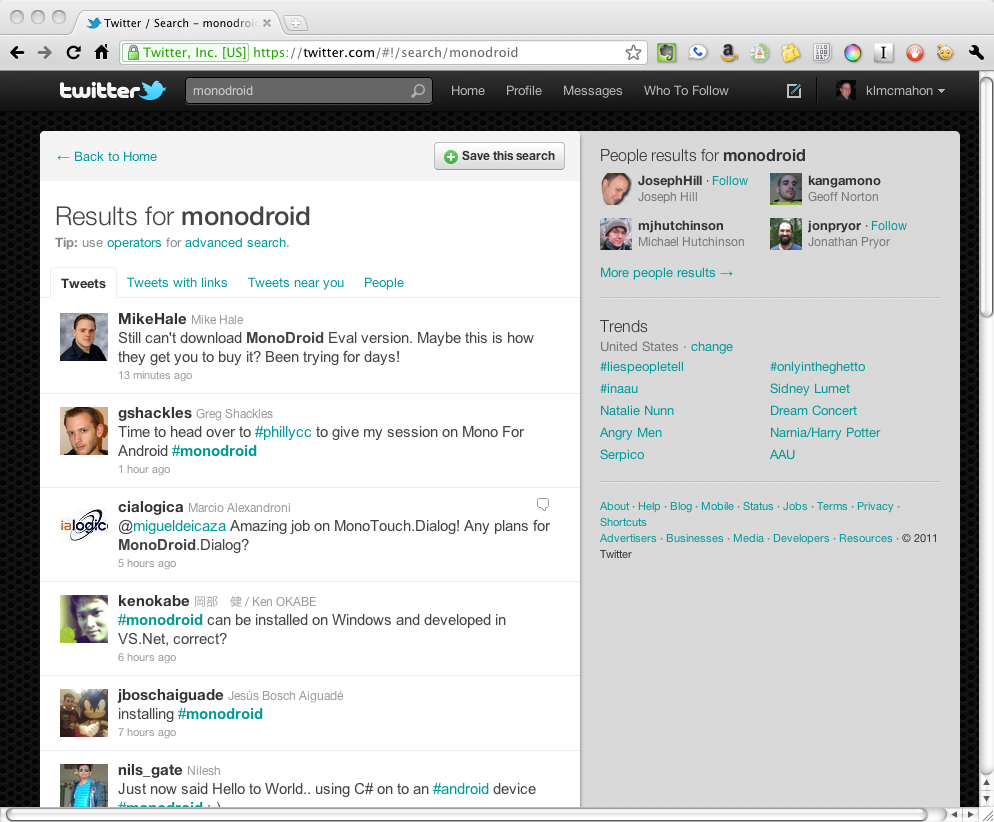 Twitter / Search - monodroi
Twitter, Inc. [US] https://twitter.com/#!/search/monodroid
twitter monodroid Home Profile Messages Who To Follow klmcmahon
← Back to Home
Save this search
Results for monodroid
Tip: use operators for advanced search.
Tweets Tweets with links Tweets near you People
MikeHale Mike Hale
Still can't download MonoDroid Eval version. Maybe this is how
they get you to buy it? Been trying for days!
13 minutes ago
gshackles Greg Shackles
Time to head over to #phillycc to give my session on Mono For
Android #monodroid
1 hour ago
ialogic
cialogica Marcio Alexandroni
@migueldeicaza Amazing job on MonoTouch.Dialog! Any plans for
MonoDroid.Dialog?
5 hours ago
kenokabe 岡部 健 / Ken OKABE
#monodroid can be installed on Windows and developed in
VS.Net, correct?
6 hours ago
jboschaiguade Jesús Bosch Aiguadé
installing #monodroid
7 hours ago
nils_gate Nilesh
Just now said Hello to World.. using C# on to an #android device
#monodroid : )
People results for monodroid
JosephHill · Follow
Joseph Hill
kangamono
Geoff Norton
mjhutchinson
Michael Hutchinson
jonpryor · Follow
Jonathan Pryor
More people results →
Trends
United States · change
#liespeopletell #onlyintheghetto
#inaau Sidney Lumet
Natalie Nunn Dream Concert
Angry Men Narnia/Harry Potter
Serpico AAU
About · Help · Blog · Mobile · Status · Jobs · Terms · Privacy ·
Shortcuts
Advertisers · Businesses · Media · Developers · Resources · © 2011
Twitter